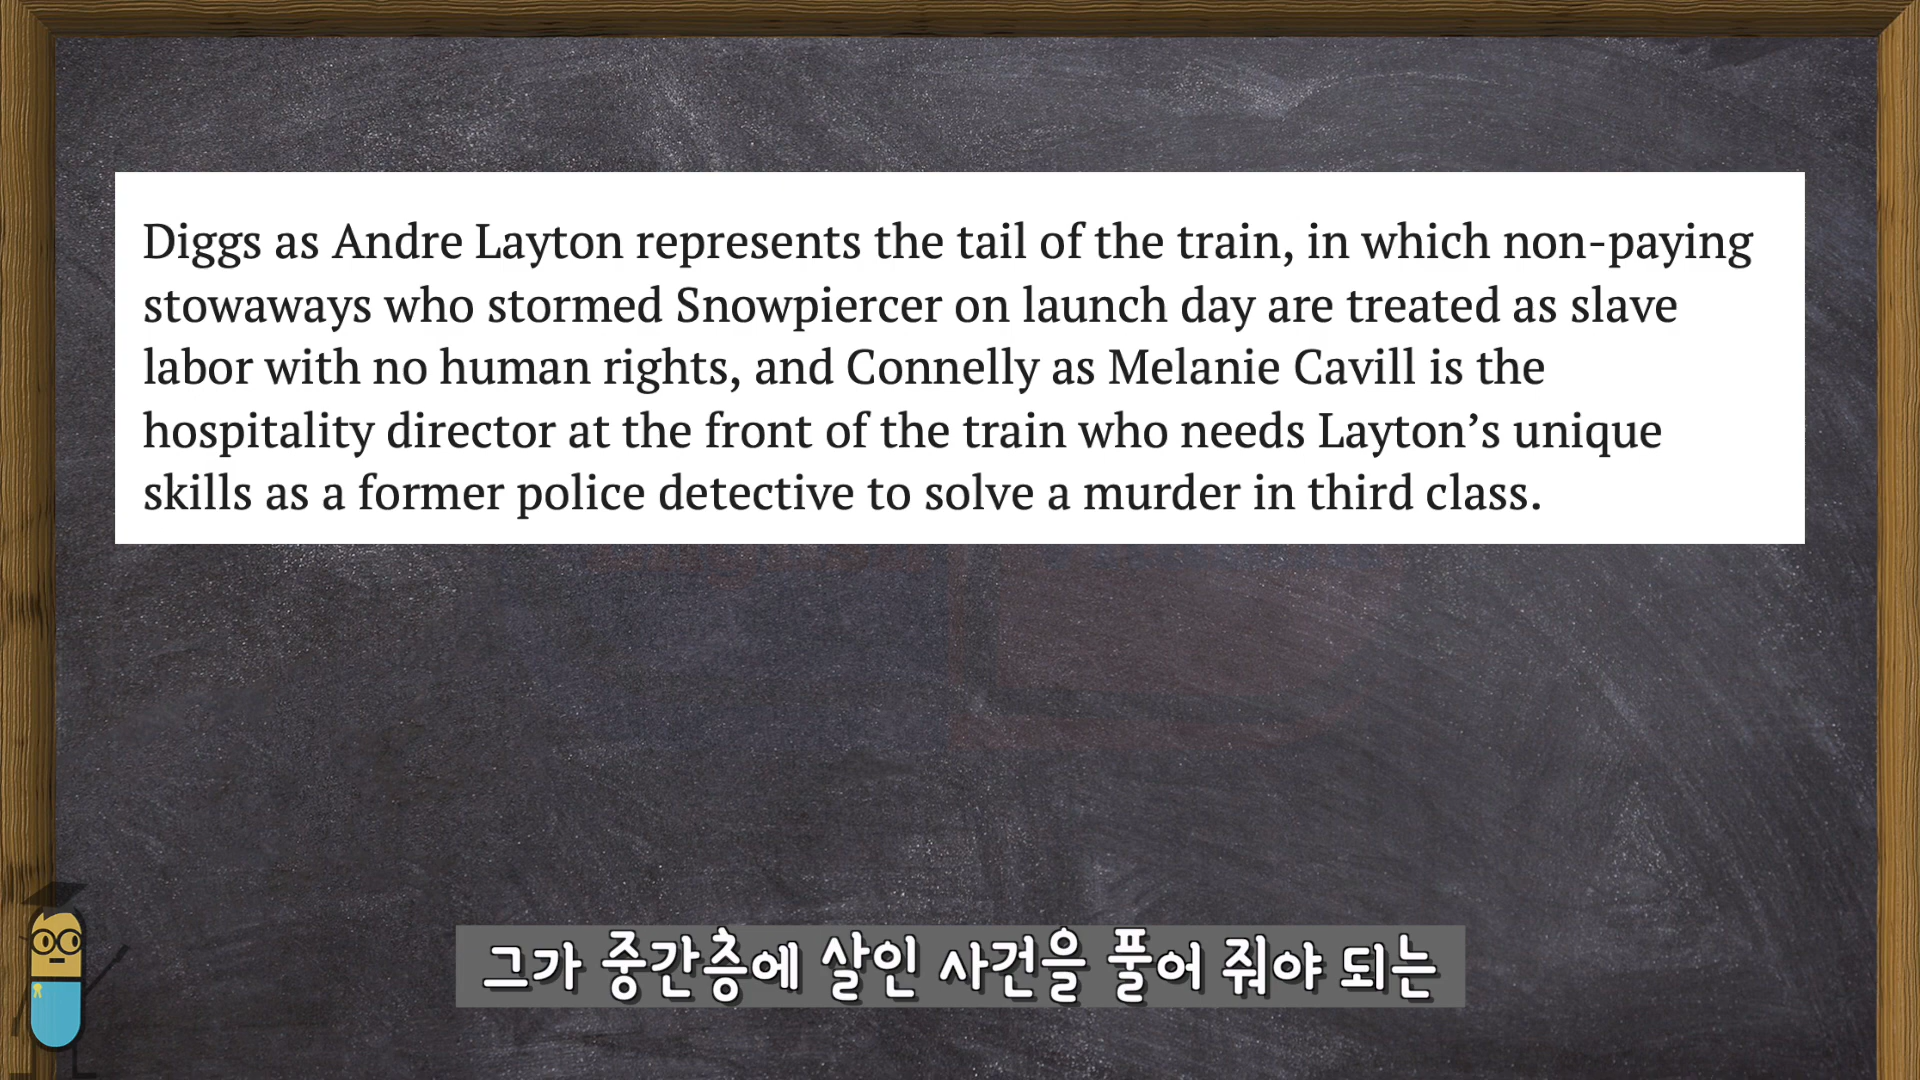 Diggs as Andre Layton represents the tail of the train, in which non-paying
stowaways who stormed Snowpiercer on launch day are treated as slave
labor with no human rights, and Connelly as Melanie Cavill is the
hospitality director at the front of the train who needs Layton’s unique
skills as a former police detective to solve a murder in third class.
그가 중간층에 살인 사건을 풀어 줘야 되는